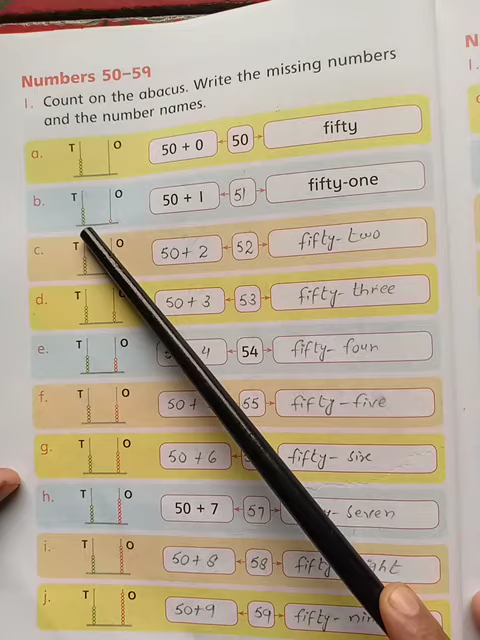 Numbers 50–59
1. Count on the abacus. Write the missing numbers
and the number names.
a. T O 50 + 0 50 fifty
b. T O 50 + 1 51 fifty-one
c. T O 50+ 2 52 fifty-two
d. T 50 + 3 53 fifty-three
e. T O 4 54 fifty-four
f. T O 50 + 55 fifty-five
g. T O 50 + 6 fifty-six
h. T O 50 + 7 57 seven
i. T O 50+ 8 58
j. T O 50+9 59
N
1.